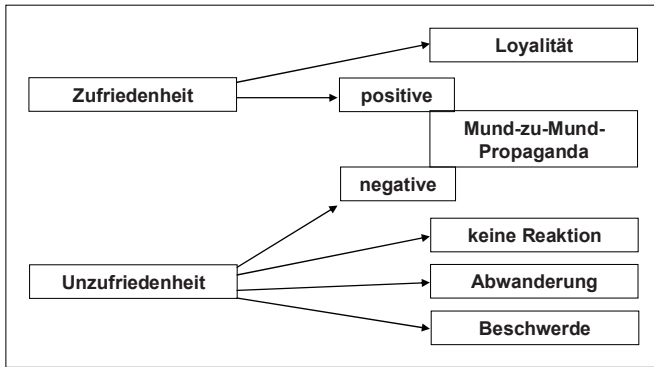 Loyalität
Zufriedenheit
positive
Mund-zu-Mund-
Propaganda
negative
keine Reaktion
Unzufriedenheit
Abwanderung
Beschwerde